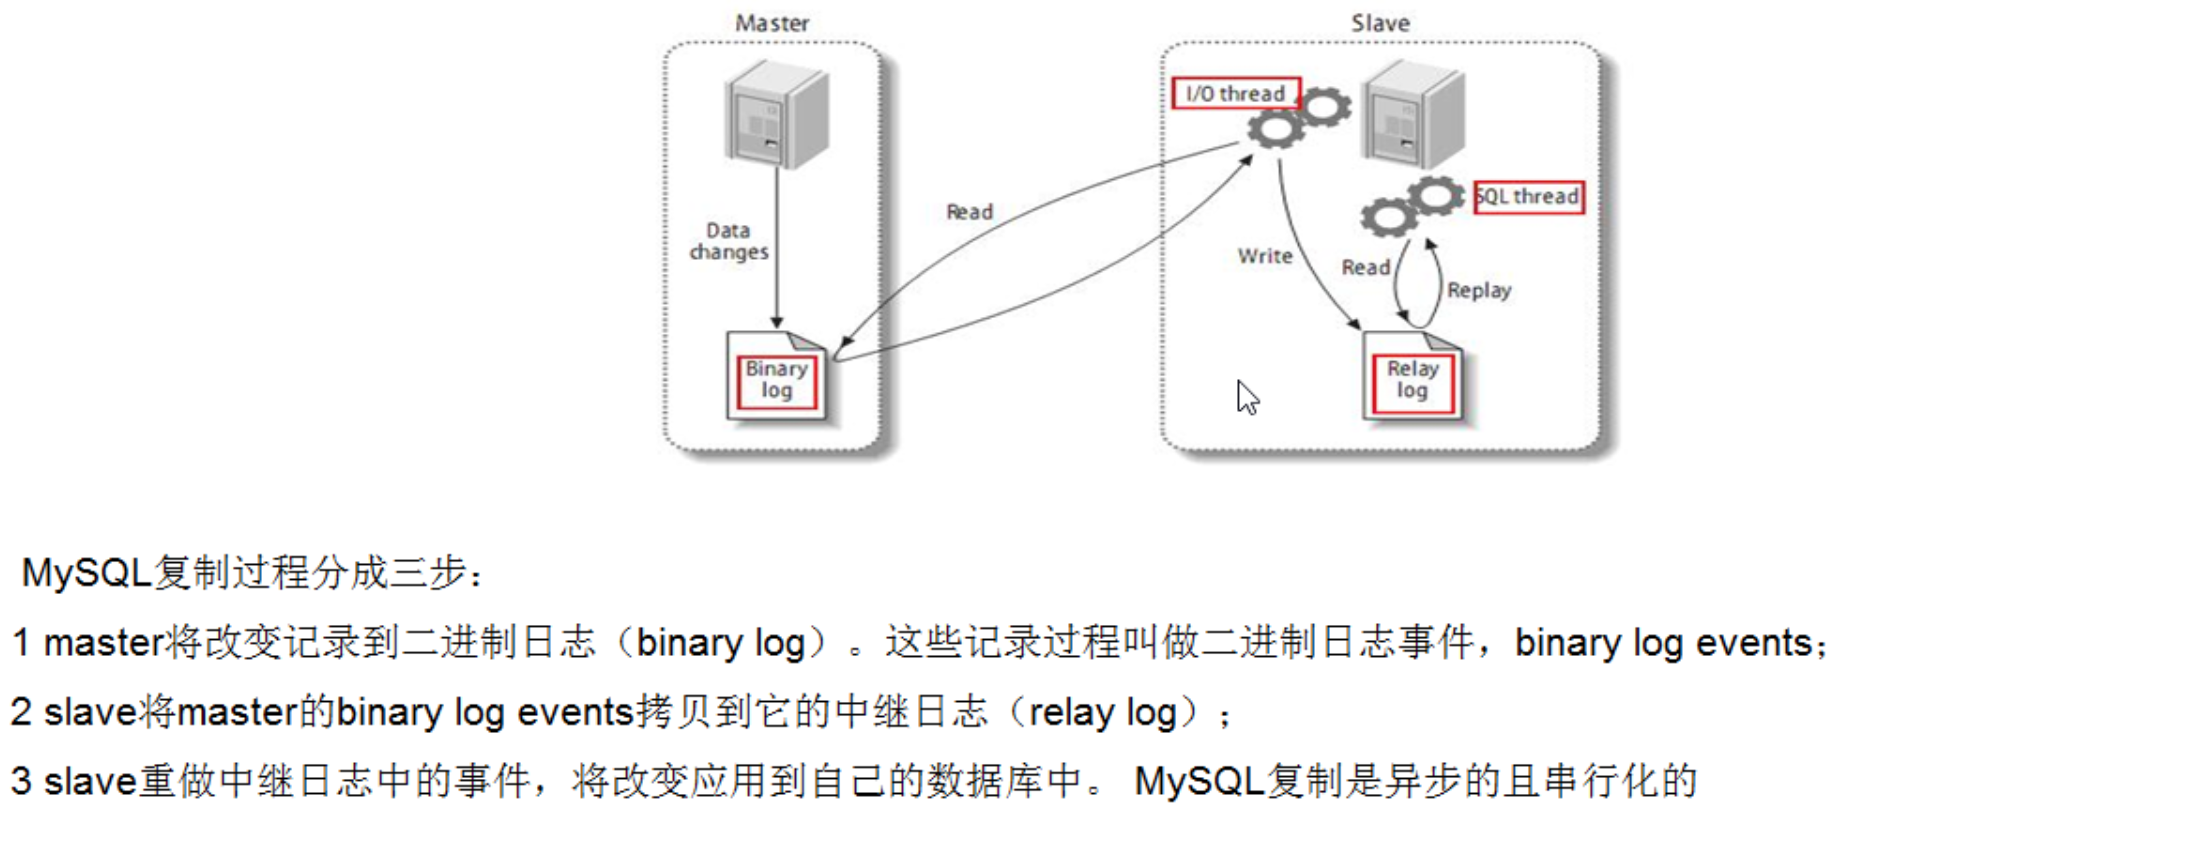 Master
Slave
I/O thread
SQL thread
Read
Data
changes
Write
Read
Replay
Binary
log
Relay
log
MySQL复制过程分成三步：
1 master将改变记录到二进制日志（binary log）。这些记录过程叫做二进制日志事件，binary log events；
2 slave将master的binary log events拷贝到它的中继日志（relay log）；
3 slave重做中继日志中的事件，将改变应用到自己的数据库中。 MySQL复制是异步的且串行化的